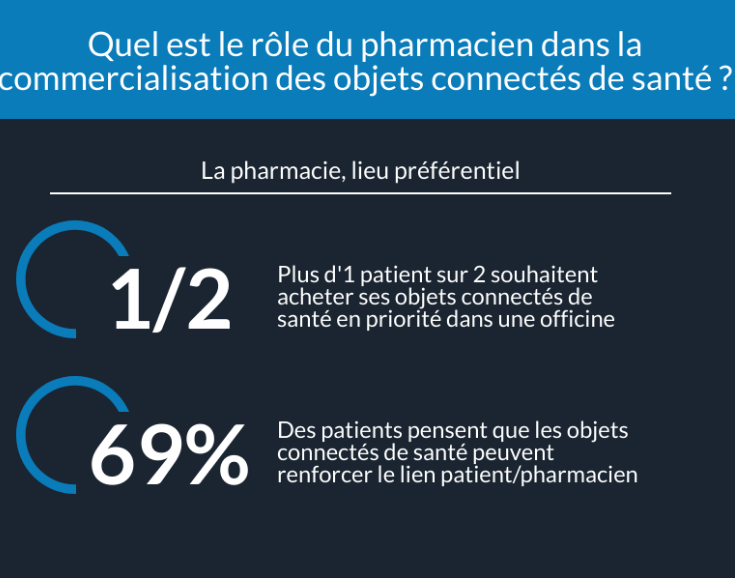 Quel est le rôle du pharmacien dans la
commercialisation des objets connectés de santé ?
La pharmacie, lieu préférentiel
1/2
Plus d'1 patient sur 2 souhaitent
acheter ses objets connectés de
santé en priorité dans une officine
69%
Des patients pensent que les objets
connectés de santé peuvent
renforcer le lien patient/pharmacien